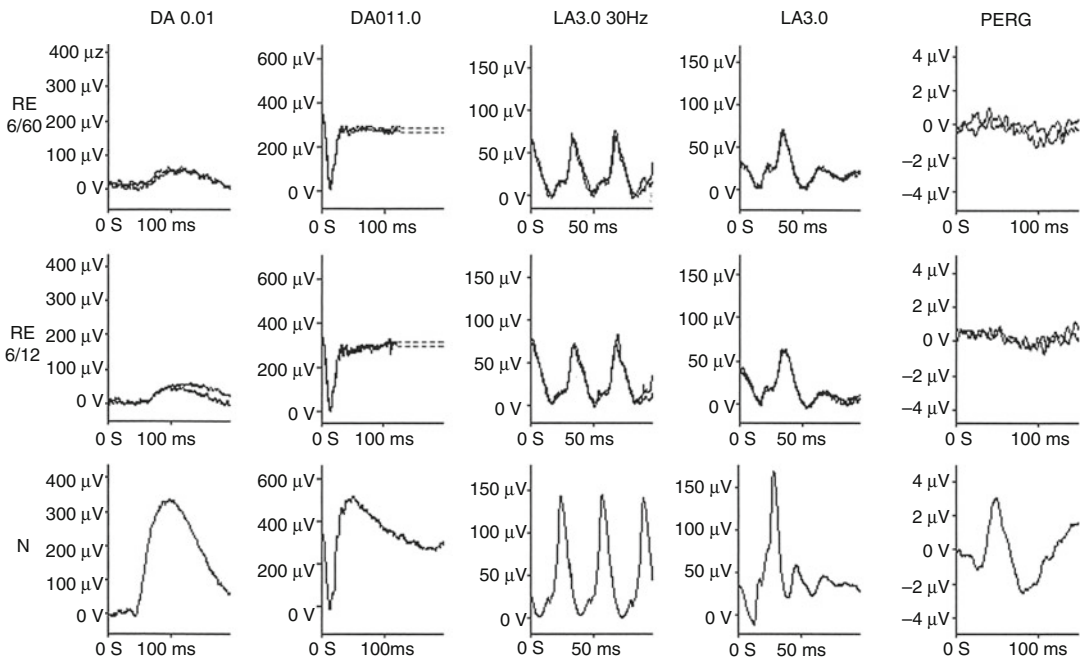 DA 0.01 DA011.0 LA3.0 30Hz LA3.0 PERG
RE
6/60
400 µz
300 µV
200 µV
100 µV
0 V
0 S 100 ms
600 µV
400 µV
200 µV
0 V
0 S 100 ms
150 µV
100 µV
50 µV
0 V
0 S 50 ms
150 µV
100 µV
50 µV
0 V
0 S 50 ms
4 µV
2 µV
0 V
–2 µV
–4 µV
0 S 100 ms
RE
6/12
400 µV
300 µV
200 µV
100 µV
0 V
0 S 100 ms
600 µV
400 µV
200 µV
0 V
0 S 100 ms
150 µV
100 µV
50 µV
0 V
0 S 50 ms
150 µV
100 µV
50 µV
0 V
0 S 50 ms
4 µV
2 µV
0 V
–2 µV
–4 µV
0 S 100 ms
N
400 µV
300 µV
200 µV
100 µV
0 V
0 S 100 ms
600 µV
400 µV
200 µV
0 V
0 S 100 ms
150 µV
100 µV
50 µV
0 V
0 S 50 ms
150 µV
100 µV
50 µV
0 V
0 S 50 ms
4 µV
2 µV
0 V
–2 µV
–4 µV
0 S 100 ms